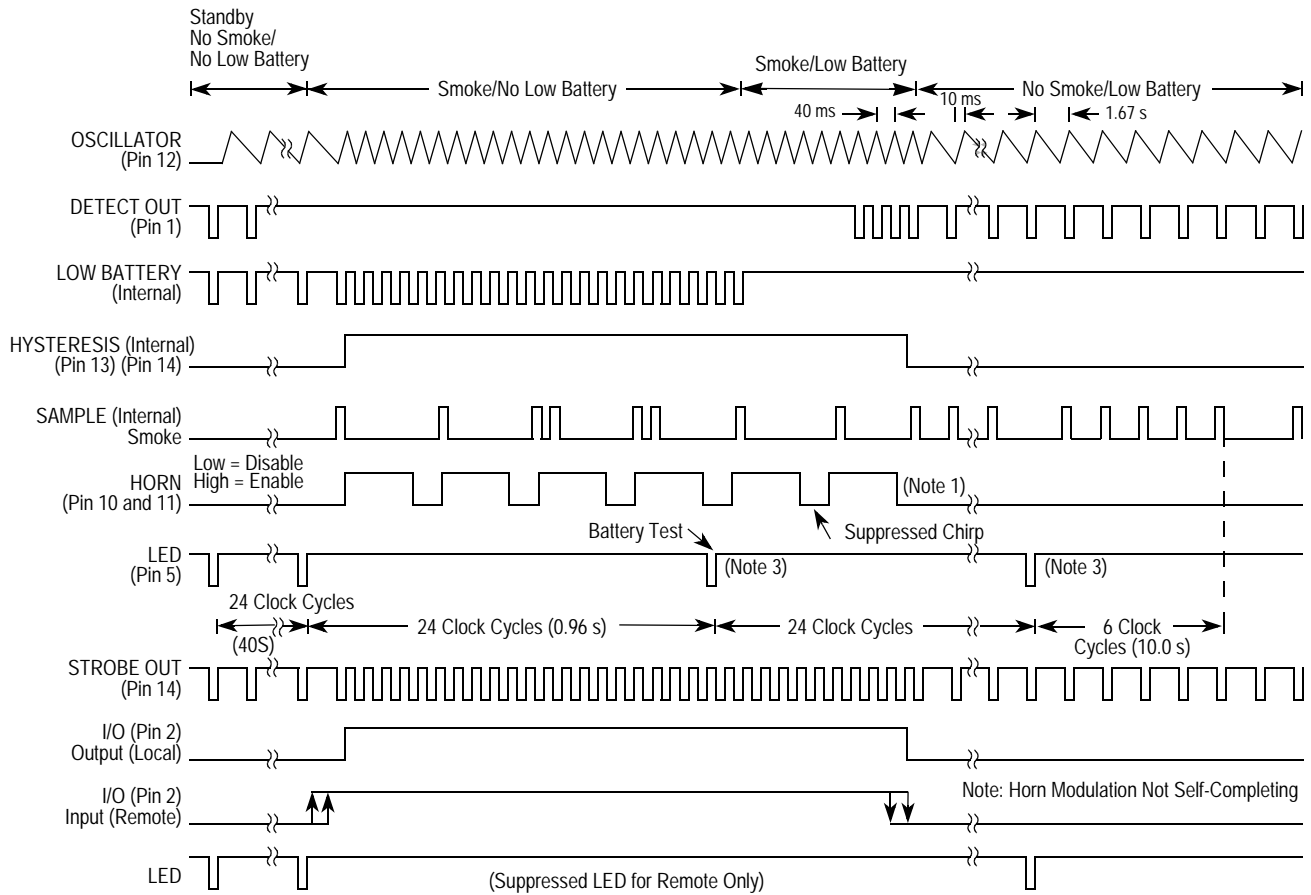 Standby
No Smoke/
No Low Battery
Smoke/No Low Battery
Smoke/Low Battery
No Smoke/Low Battery
40 ms
10 ms
1.67 s
OSCILLATOR
(Pin 12)
DETECT OUT
(Pin 1)
LOW BATTERY
(Internal)
HYSTERESIS (Internal)
(Pin 13) (Pin 14)
SAMPLE (Internal)
Smoke
Low = Disable
High = Enable
HORN
(Pin 10 and 11)
(Note 1)
Suppressed Chirp
Battery Test
LED
(Pin 5)
(Note 3)
(Note 3)
24 Clock Cycles
(40S)
24 Clock Cycles (0.96 s)
24 Clock Cycles
6 Clock
Cycles (10.0 s)
STROBE OUT
(Pin 14)
I/O (Pin 2)
Output (Local)
I/O (Pin 2)
Input (Remote)
Note: Horn Modulation Not Self-Completing
LED
(Suppressed LED for Remote Only)